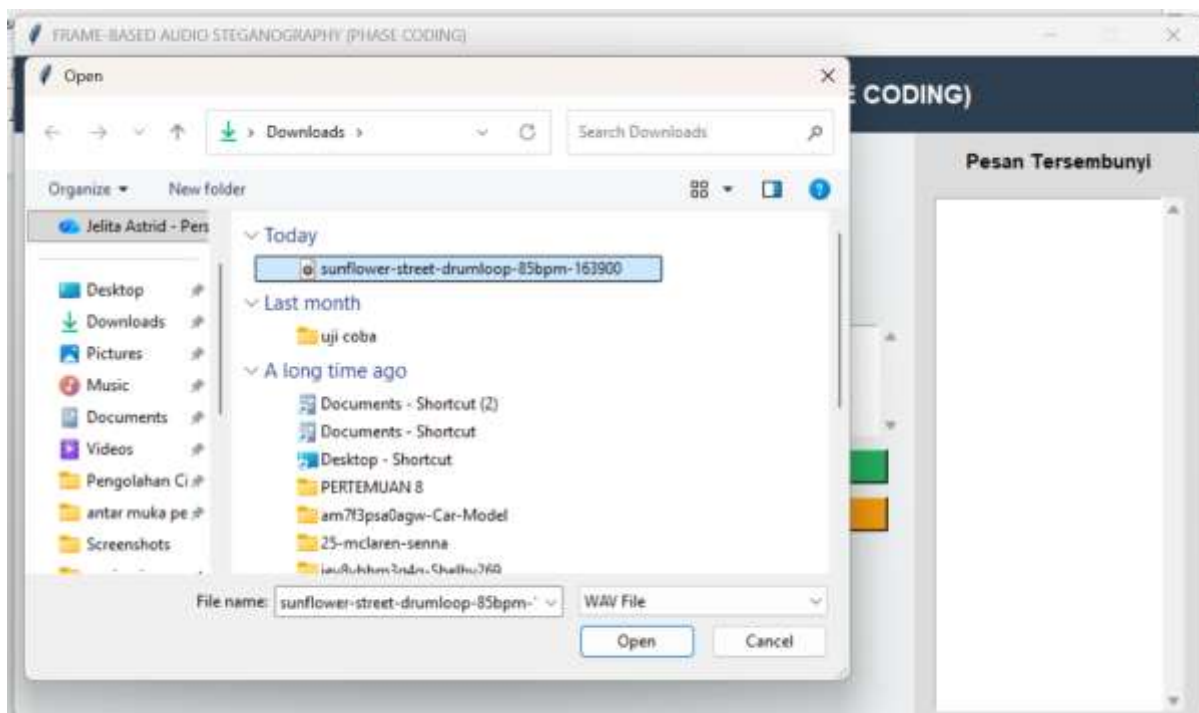 FRAME-BASED AUDIO STEGANOGRAPHY (PHASE CODING)
Open
CODING)
Downloads
Search Downloads
Pesan Tersembunyi
Organize
New folder
Jelita Astrid - Pers
Today
sunflower-street-drumloop-85bpm-163900
Desktop
Last month
Downloads
uji coba
Pictures
A long time ago
Music
Documents - Shortcut (2)
Documents
Documents - Shortcut
Videos
Desktop - Shortcut
Pengolahan Ci
PERTEMUAN 8
antar muka pe
am7f3psa0agw-Car-Model
Screenshots
25-mclaren-senna
File name:
sunflower-street-drumloop-85bpm-
WAV File
Open
Cancel